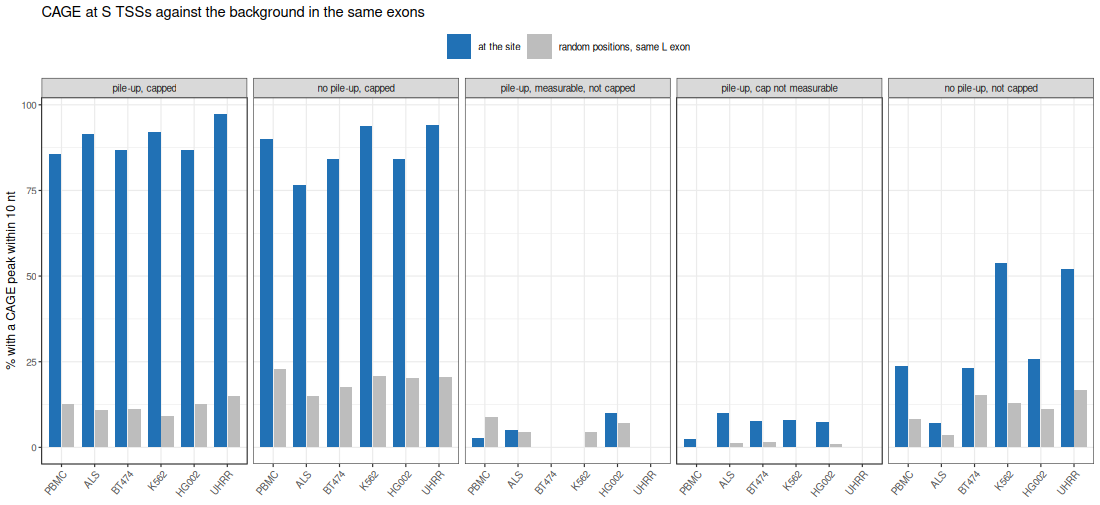 CAGE at S TSSs against the background in the same exons
at the site
random positions, same L exon
pile-up, capped
no pile-up, capped
pile-up, measurable, not capped
pile-up, cap not measurable
no pile-up, not capped
% with a CAGE peak within 10 nt
100
75
50
25
0
PBMC ALS BT474 K562 HG002 UHRR
PBMC ALS BT474 K562 HG002 UHRR
PBMC ALS BT474 K562 HG002 UHRR
PBMC ALS BT474 K562 HG002 UHRR
PBMC ALS BT474 K562 HG002 UHRR